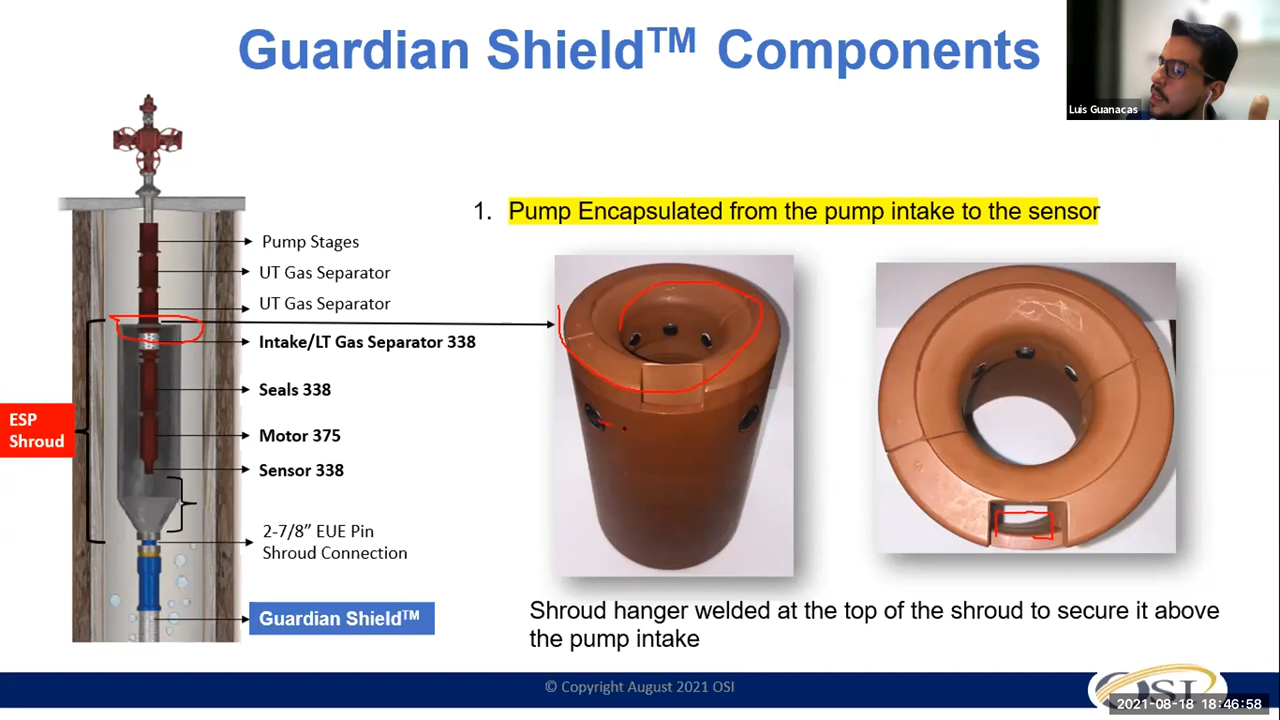 Guardian Shield™ Components
Luis Guanacas
1. Pump Encapsulated from the pump intake to the sensor
Pump Stages
UT Gas Separator
UT Gas Separator
Intake/LT Gas Separator 338
Seals 338
Motor 375
Sensor 338
ESP
Shroud
2-7/8” EUE Pin
Shroud Connection
Guardian Shield™
Shroud hanger welded at the top of the shroud to secure it above
the pump intake
© Copyright August 2021 OSI
OSI
2021-08-18 18:46:58